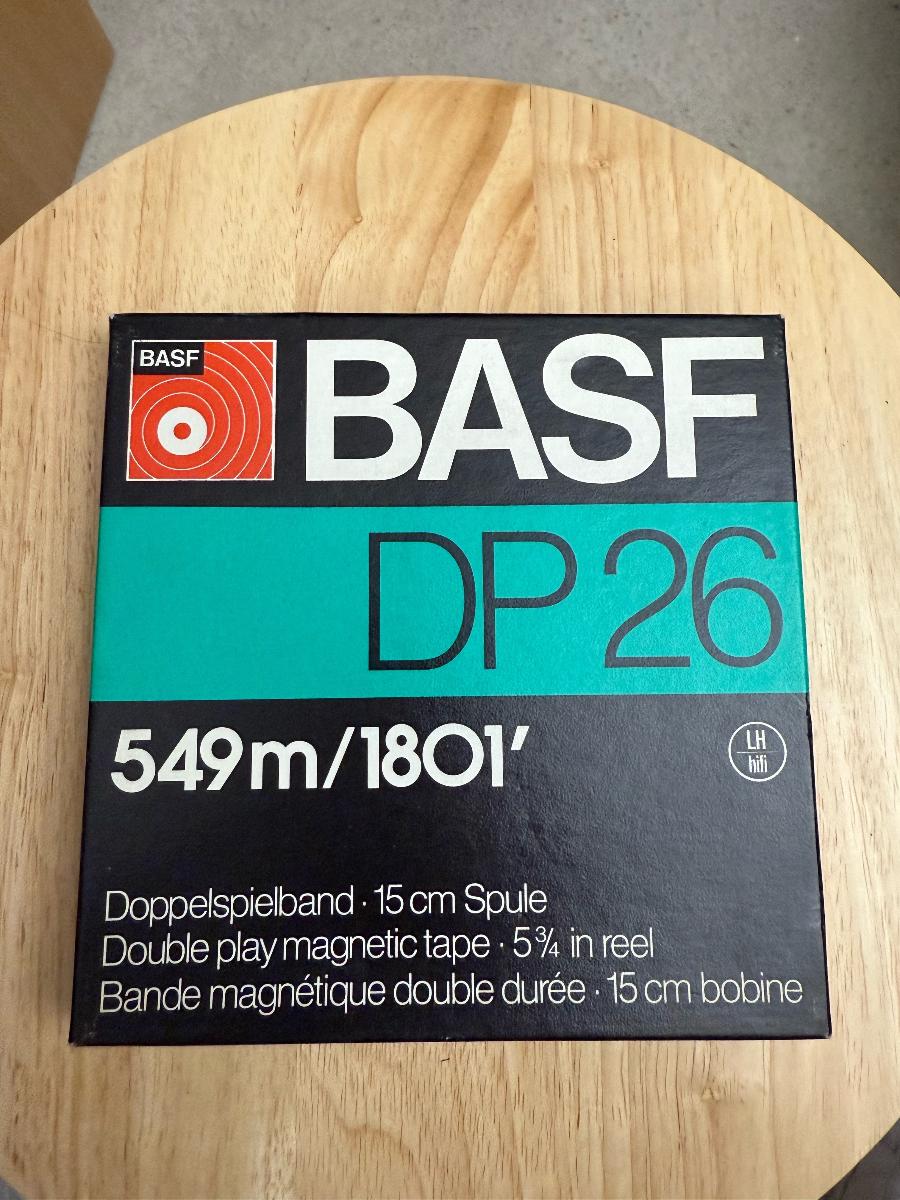 BASF
BASF
DP 26
549m/1801'
LH
hifi
Doppelspielband · 15 cm Spule
Double play magnetic tape · 5¾ in reel
Bande magnétique double durée · 15 cm bobine